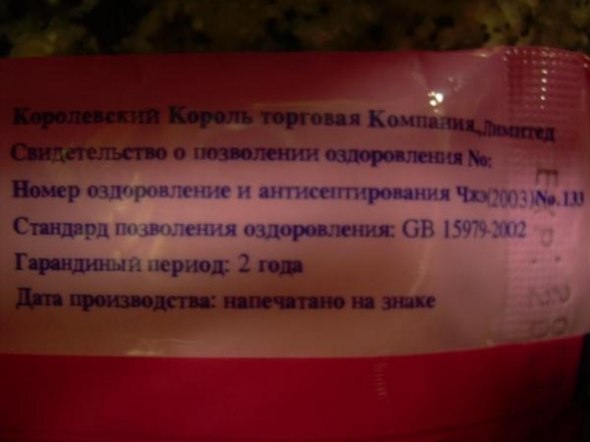 Королевский Король торговая Компания,,Лимитед
Свидетельство о позволении оздоровления No:
Номер оздоровление и антисептирования Чжэ(2003)No.133
Стандард позволения оздоровления: GB 15979-2002
Гарандиный период: 2 года
Дата производства: напечатано на знаке